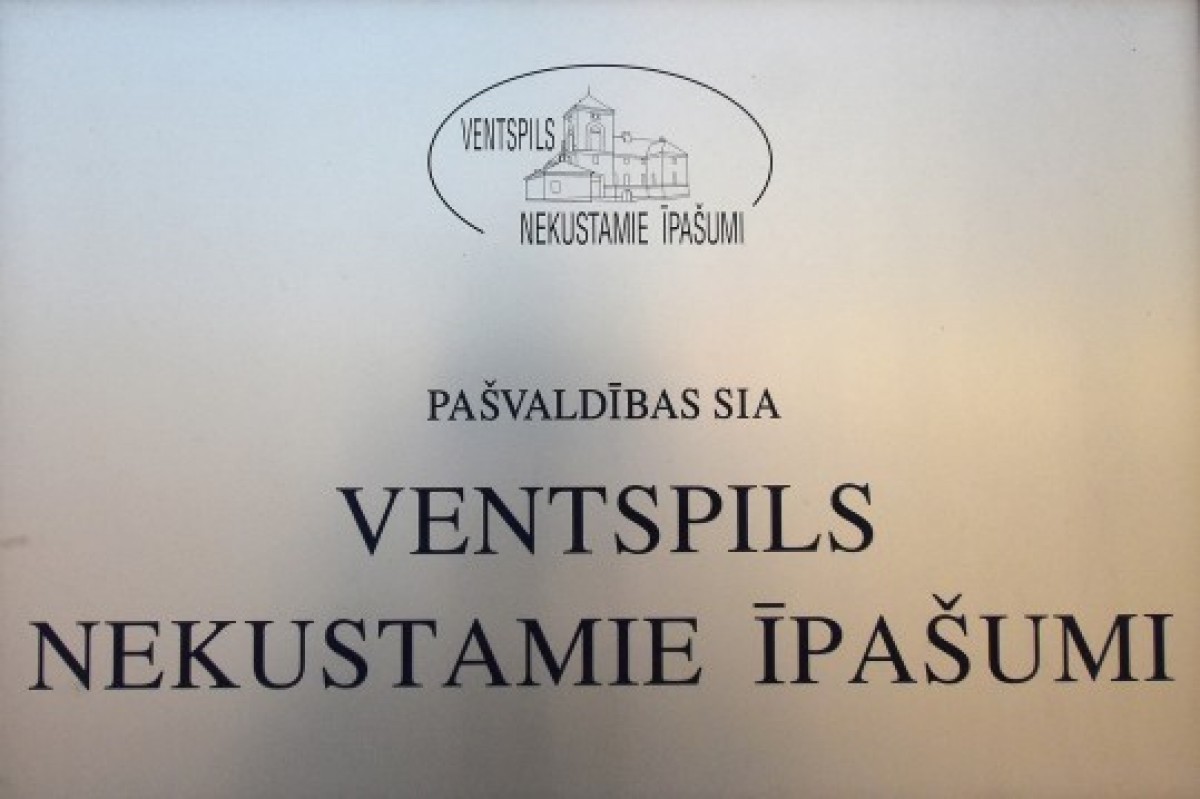 VENTSPILS
NEKUSTAMIE ĪPAŠUMI
PAŠVALDĪBAS SIA
VENTSPILS
NEKUSTAMIE ĪPAŠUMI